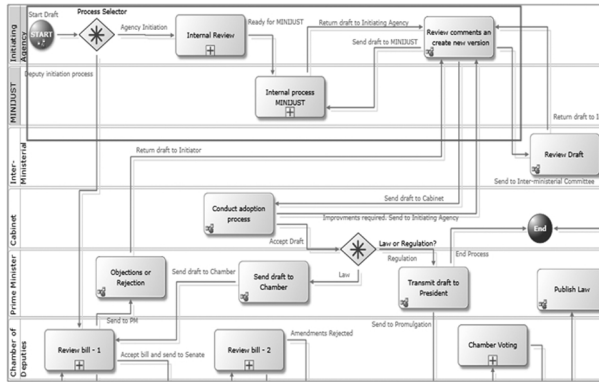 Start Draft
Process Selector
START
Agency Initiation
Internal Review
Ready for MINIJUST
Return draft to Initiating Agency
Send draft to MINIJUST
Review comments an
create new version
Initiating
Agency
Deputy initiation process
Internal process
MINIJUST
MINIJUST
Return draft to I
Inter-
Ministerial
Return draft to Initiator
Review Draft
Send to Inter-ministerial Committee
Cabinet
Conduct adoption
process
Send draft to Cabinet
Improvments required. Send to Initiating Agency
Accept Draft
Law or Regulation?
End
End Process
Regulation
Law
Prime Minister
Objections or
Rejection
Send draft to Chamber
Send draft to
Chamber
Transmit draft to
President
Publish Law
Send to PM
Send to Promulgation
Chamber of
Deputies
Review bill - 1
Accept bill and send to Senate
Review bill - 2
Amendments Rejected
Chamber Voting